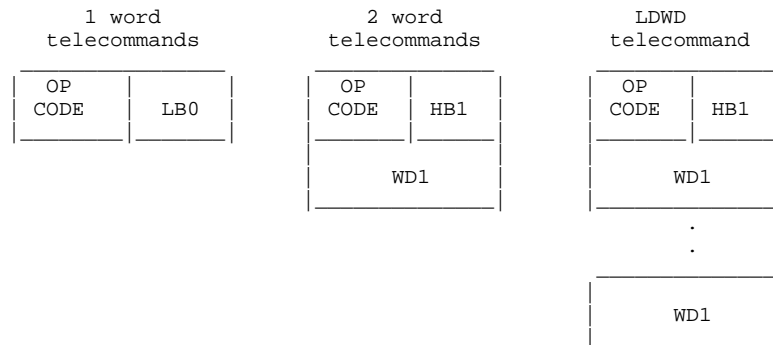 1 word 2 word LDWD
telecommands telecommands telecommand
OP OP OP
CODE LB0 CODE HB1 CODE HB1
WD1 WD1
.
.
WD1